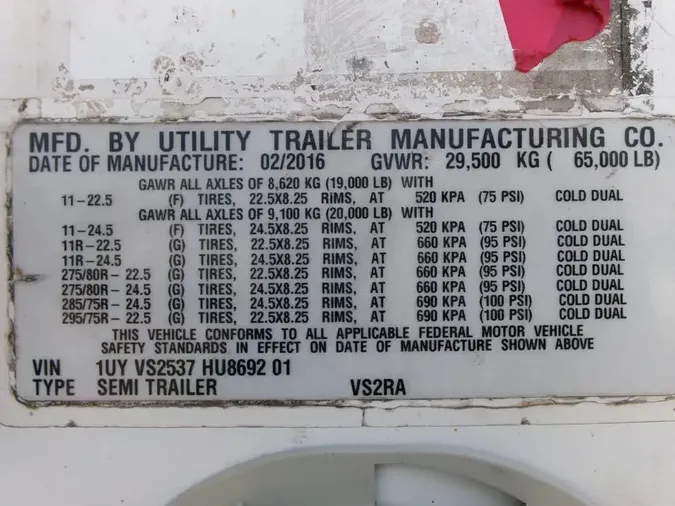 MFD. BY UTILITY TRAILER MANUFACTURING CO.
DATE OF MANUFACTURE: 02/2016 GVWR: 29,500 KG ( 65,000 LB)
GAWR ALL AXLES OF 8,620 KG (19,000 LB) WITH
11-22.5 (F) TIRES, 22.5X8.25 RIMS, AT 520 KPA (75 PSI) COLD DUAL
GAWR ALL AXLES OF 9,100 KG (20,000 LB) WITH
11-24.5 (F) TIRES, 24.5X8.25 RIMS, AT 520 KPA (75 PSI) COLD DUAL
11R-22.5 (G) TIRES, 22.5X8.25 RIMS, AT 660 KPA (95 PSI) COLD DUAL
11R-24.5 (G) TIRES, 24.5X8.25 RIMS, AT 660 KPA (95 PSI) COLD DUAL
275/80R-22.5 (G) TIRES, 22.5X8.25 RIMS, AT 660 KPA (95 PSI) COLD DUAL
275/80R-24.5 (G) TIRES, 24.5X8.25 RIMS, AT 660 KPA (95 PSI) COLD DUAL
285/75R-24.5 (G) TIRES, 24.5X8.25 RIMS, AT 690 KPA (100 PSI) COLD DUAL
295/75R-22.5 (G) TIRES, 22.5X8.25 RIMS, AT 690 KPA (100 PSI) COLD DUAL
THIS VEHICLE CONFORMS TO ALL APPLICABLE FEDERAL MOTOR VEHICLE
SAFETY STANDARDS IN EFFECT ON DATE OF MANUFACTURE SHOWN ABOVE
VIN 1UY VS2537 HU8692 01
TYPE SEMI TRAILER VS2RA